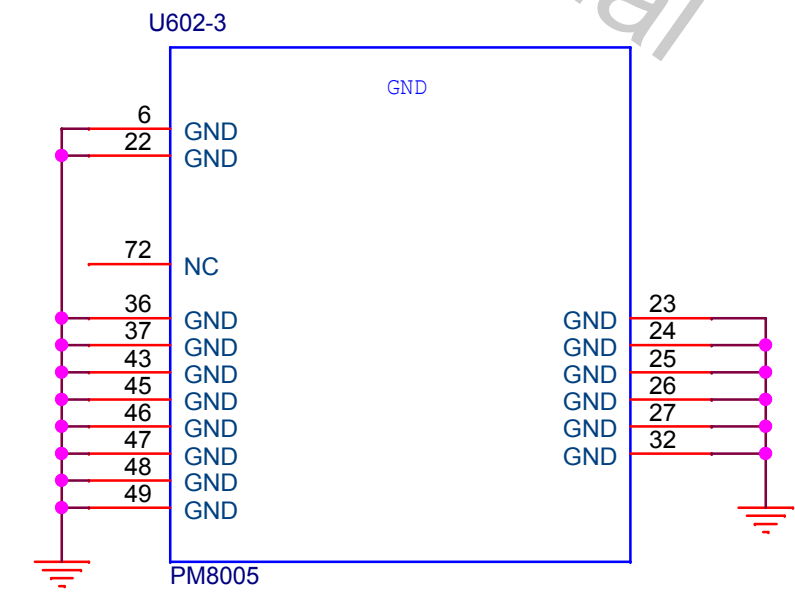 U602-3
GND
6 GND
22 GND
72 NC
36 GND
37 GND
43 GND
45 GND
46 GND
47 GND
48 GND
49 GND
GND 23
GND 24
GND 25
GND 26
GND 27
GND 32
PM8005